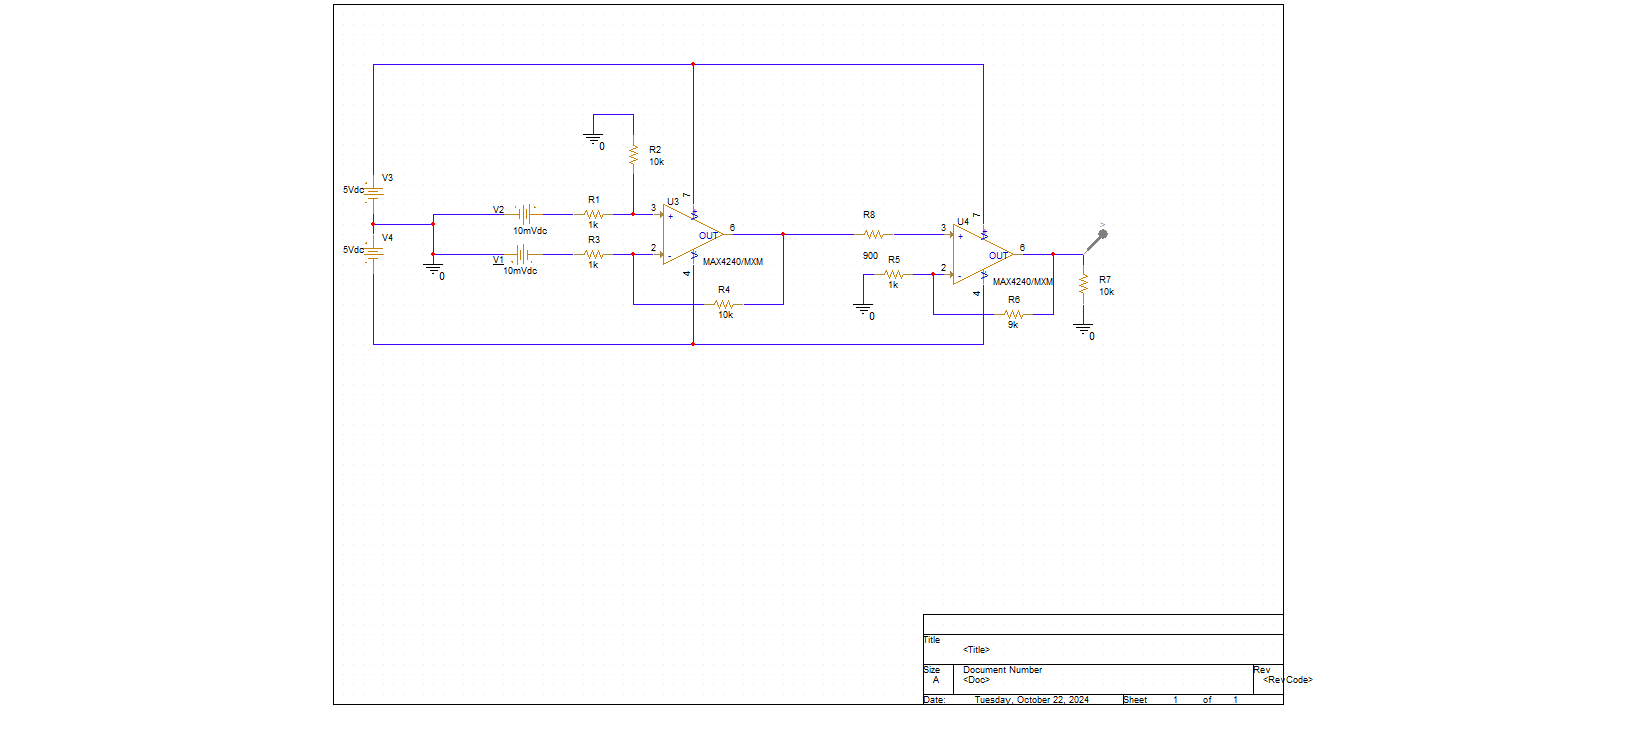 R2
10k
0
V3
5Vdc
V2
10mVdc
R1
1k
3
U3
7
+
V+
OUT
6
2
-
V-
4
MAX4240/MXM
V4
5Vdc
V1
10mVdc
R3
1k
0
R4
10k
R8
900
3
U4
7
+
V+
OUT
6
2
-
V-
4
MAX4240/MXM
R5
1k
0
R6
9k
V
R7
10k
0
Title
<Title>
Size
A
Document Number
<Doc>
Rev
<RevCode>
Date:
Tuesday, October 22, 2024
Sheet 1 of 1